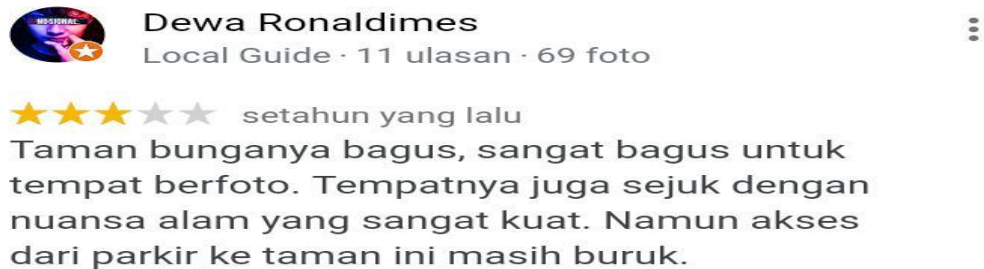 NOSIGNAL.
Dewa Ronaldimes
Local Guide · 11 ulasan · 69 foto
setahun yang lalu
Taman bunganya bagus, sangat bagus untuk
tempat berfoto. Tempatnya juga sejuk dengan
nuansa alam yang sangat kuat. Namun akses
dari parkir ke taman ini masih buruk.